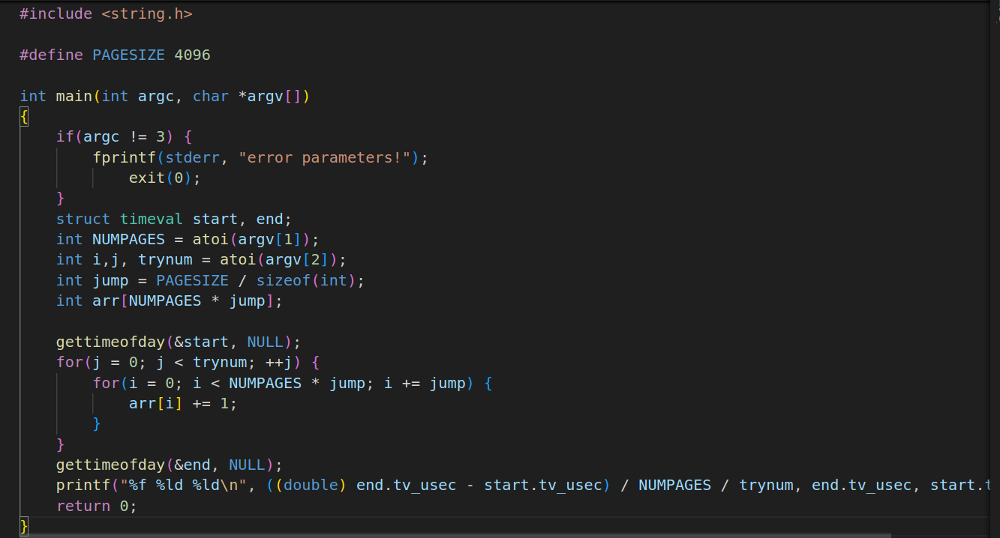 #include <string.h>
#define PAGESIZE 4096
int main(int argc, char *argv[])
{
if(argc != 3) {
fprintf(stderr, "error parameters!");
exit(0);
}
struct timeval start, end;
int NUMPAGES = atoi(argv[1]);
int i,j, trynum = atoi(argv[2]);
int jump = PAGESIZE / sizeof(int);
int arr[NUMPAGES * jump];
gettimeofday(&start, NULL);
for(j = 0; j < trynum; ++j) {
for(i = 0; i < NUMPAGES * jump; i += jump) {
arr[i] += 1;
}
}
gettimeofday(&end, NULL);
printf("%f %ld %ld\n", ((double) end.tv_usec - start.tv_usec) / NUMPAGES / trynum, end.tv_usec, start.t
return 0;
}